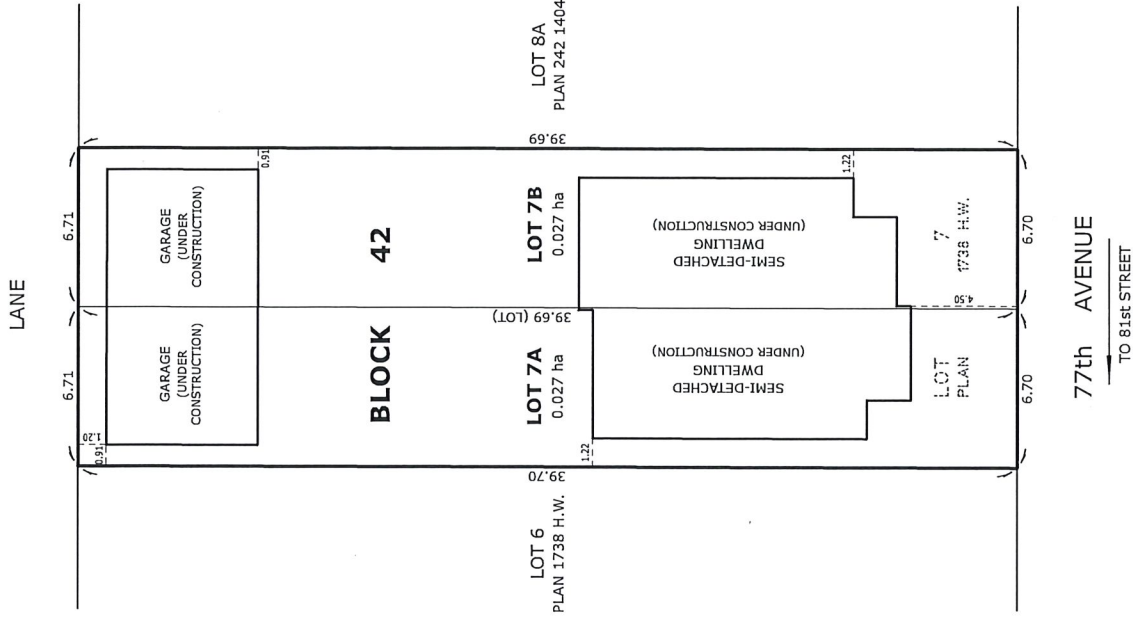 LANE
LOT 8A
PLAN 242 1404
LOT 6
PLAN 1738 H.W.
6.71
6.71
39.69
39.69 (LOT)
39.70
0.91
0.91
1.20
GARAGE
(UNDER
CONSTRUCTION)
GARAGE
(UNDER
CONSTRUCTION)
BLOCK 42
LOT 7B
0.027 ha
LOT 7A
0.027 ha
1.22
1.22
SEMI-DETACHED
DWELLING
(UNDER CONSTRUCTION)
SEMI-DETACHED
DWELLING
(UNDER CONSTRUCTION)
LOT 7
PLAN 1738 H.W.
4.50
6.70
6.70
77th AVENUE
TO 81st STREET